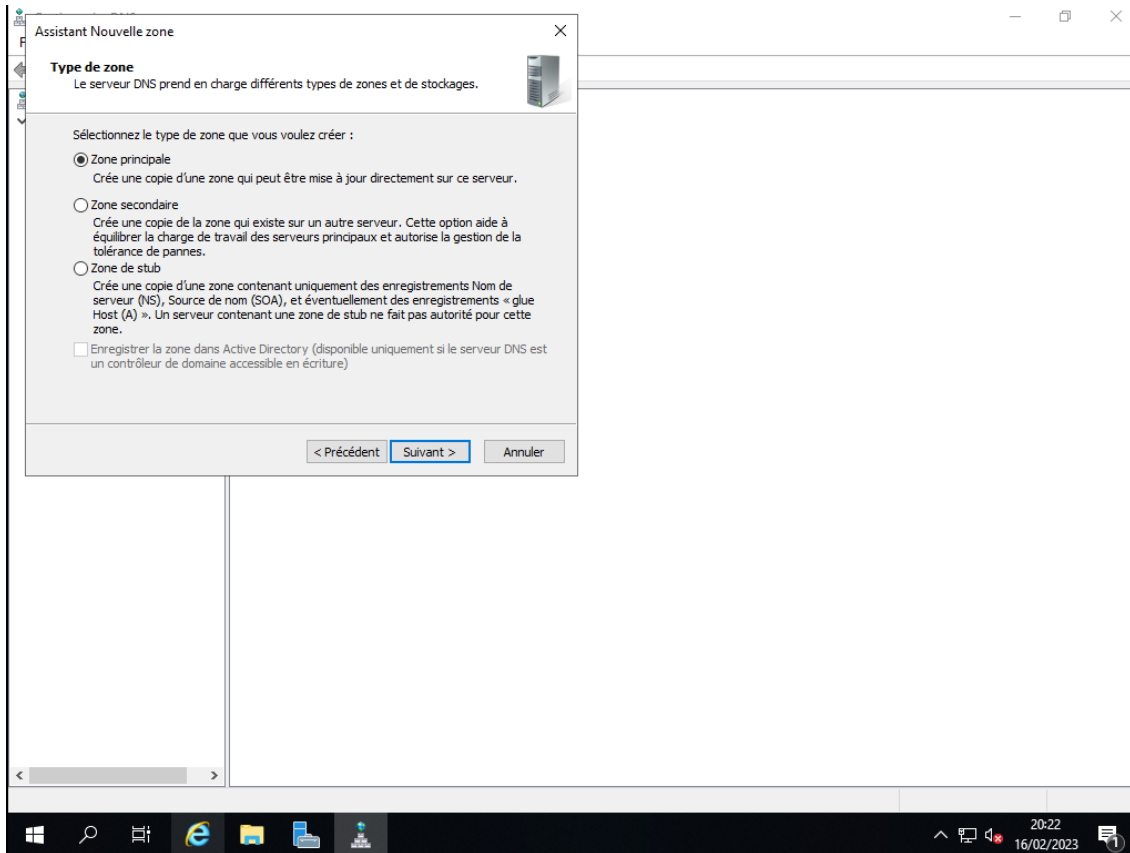 Assistant Nouvelle zone
Type de zone
Le serveur DNS prend en charge différents types de zones et de stockages.
Sélectionnez le type de zone que vous voulez créer :
Zone principale
Crée une copie d'une zone qui peut être mise à jour directement sur ce serveur.
Zone secondaire
Crée une copie de la zone qui existe sur un autre serveur. Cette option aide à
équilibrer la charge de travail des serveurs principaux et autorise la gestion de la
tolérance de pannes.
Zone de stub
Crée une copie d'une zone contenant uniquement des enregistrements Nom de
serveur (NS), Source de nom (SOA), et éventuellement des enregistrements « glue
Host (A) ». Un serveur contenant une zone de stub ne fait pas autorité pour cette
zone.
Enregistrer la zone dans Active Directory (disponible uniquement si le serveur DNS est
un contrôleur de domaine accessible en écriture)
< Précédent
Suivant >
Annuler
20:22
16/02/2023
1